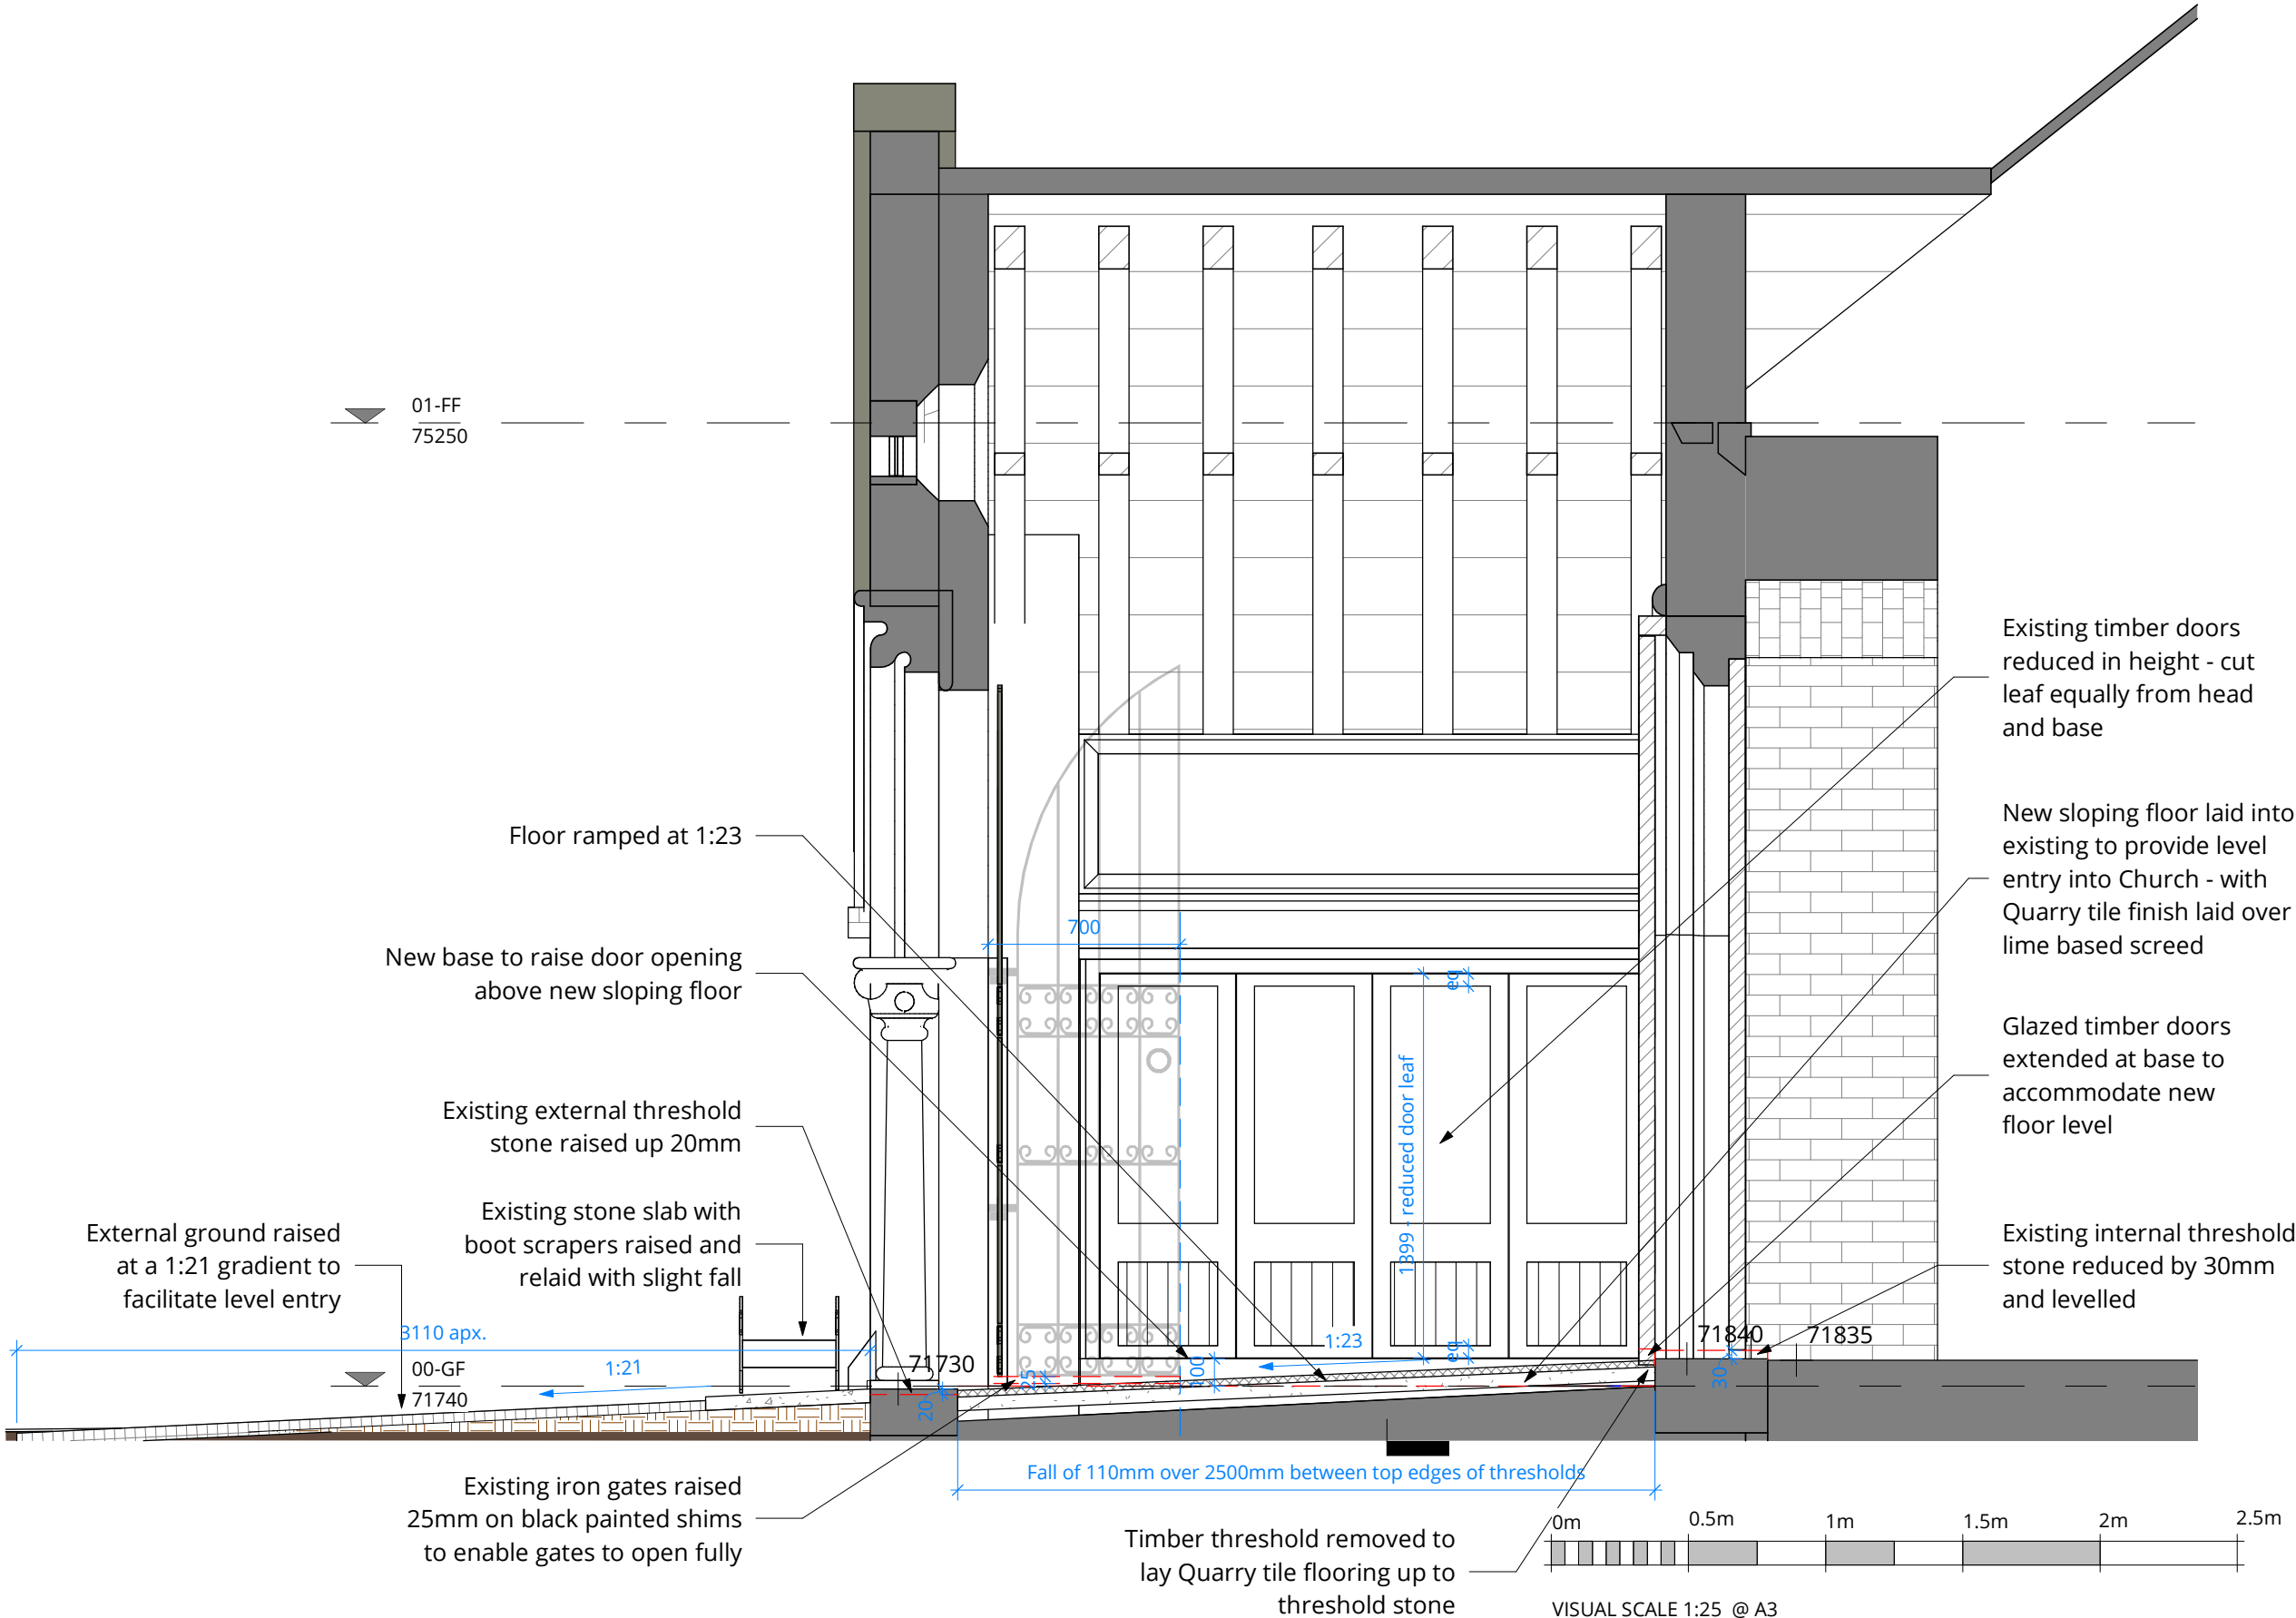 01-FF
75250
Existing timber doors
reduced in height - cut
leaf equally from head
and base
Floor ramped at 1:23
New sloping floor laid into
existing to provide level
entry into Church - with
Quarry tile finish laid over
lime based screed
700
New base to raise door opening
above new sloping floor
eq
1399 - reduced door leaf
Glazed timber doors
extended at base to
accommodate new
floor level
Existing external threshold
stone raised up 20mm
Existing stone slab with
boot scrapers raised and
relaid with slight fall
External ground raised
at a 1:21 gradient to
facilitate level entry
Existing internal threshold
stone reduced by 30mm
and levelled
3110 apx.
1:21
00-GF
71740
71730
20
25
100
1:23
eq
71840
71835
30
Fall of 110mm over 2500mm between top edges of thresholds
Existing iron gates raised
25mm on black painted shims
to enable gates to open fully
Timber threshold removed to
lay Quarry tile flooring up to
threshold stone
0m
0.5m
1m
1.5m
2m
2.5m
VISUAL SCALE 1:25 @ A3